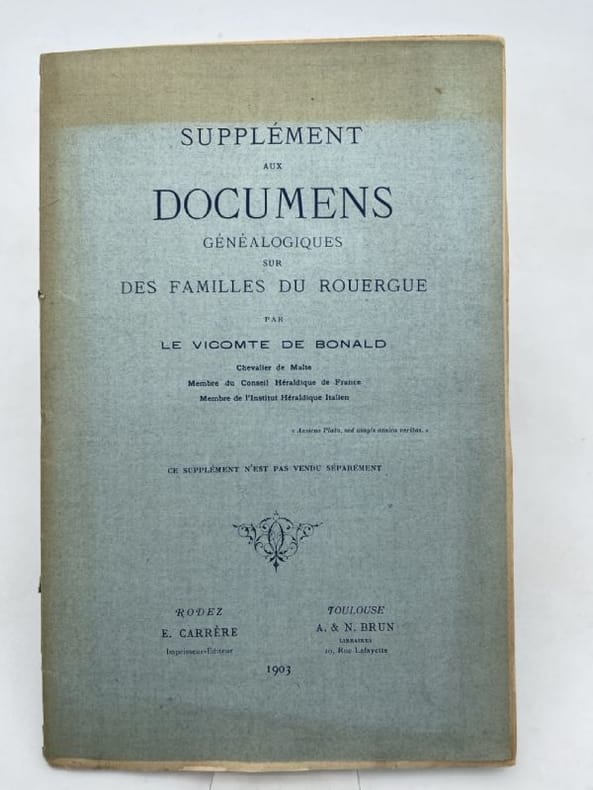 SUPPLÉMENT
AUX
DOCUMENS
GÉNÉALOGIQUES
SUR
DES FAMILLES DU ROUERGUE
PAR
LE VICOMTE DE BONALD
Chevalier de Malte
Membre du Conseil Héraldique de France
Membre de l'Institut Héraldique Italien
« Amicus Plato, sed magis amica veritas. »
CE SUPPLÉMENT N'EST PAS VENDU SÉPARÉMENT
RODEZ
E. CARRÈRE
Imprimeur-Éditeur
TOULOUSE
A. & N. BRUN
LIBRAIRES
10, Rue Lafayette
1903